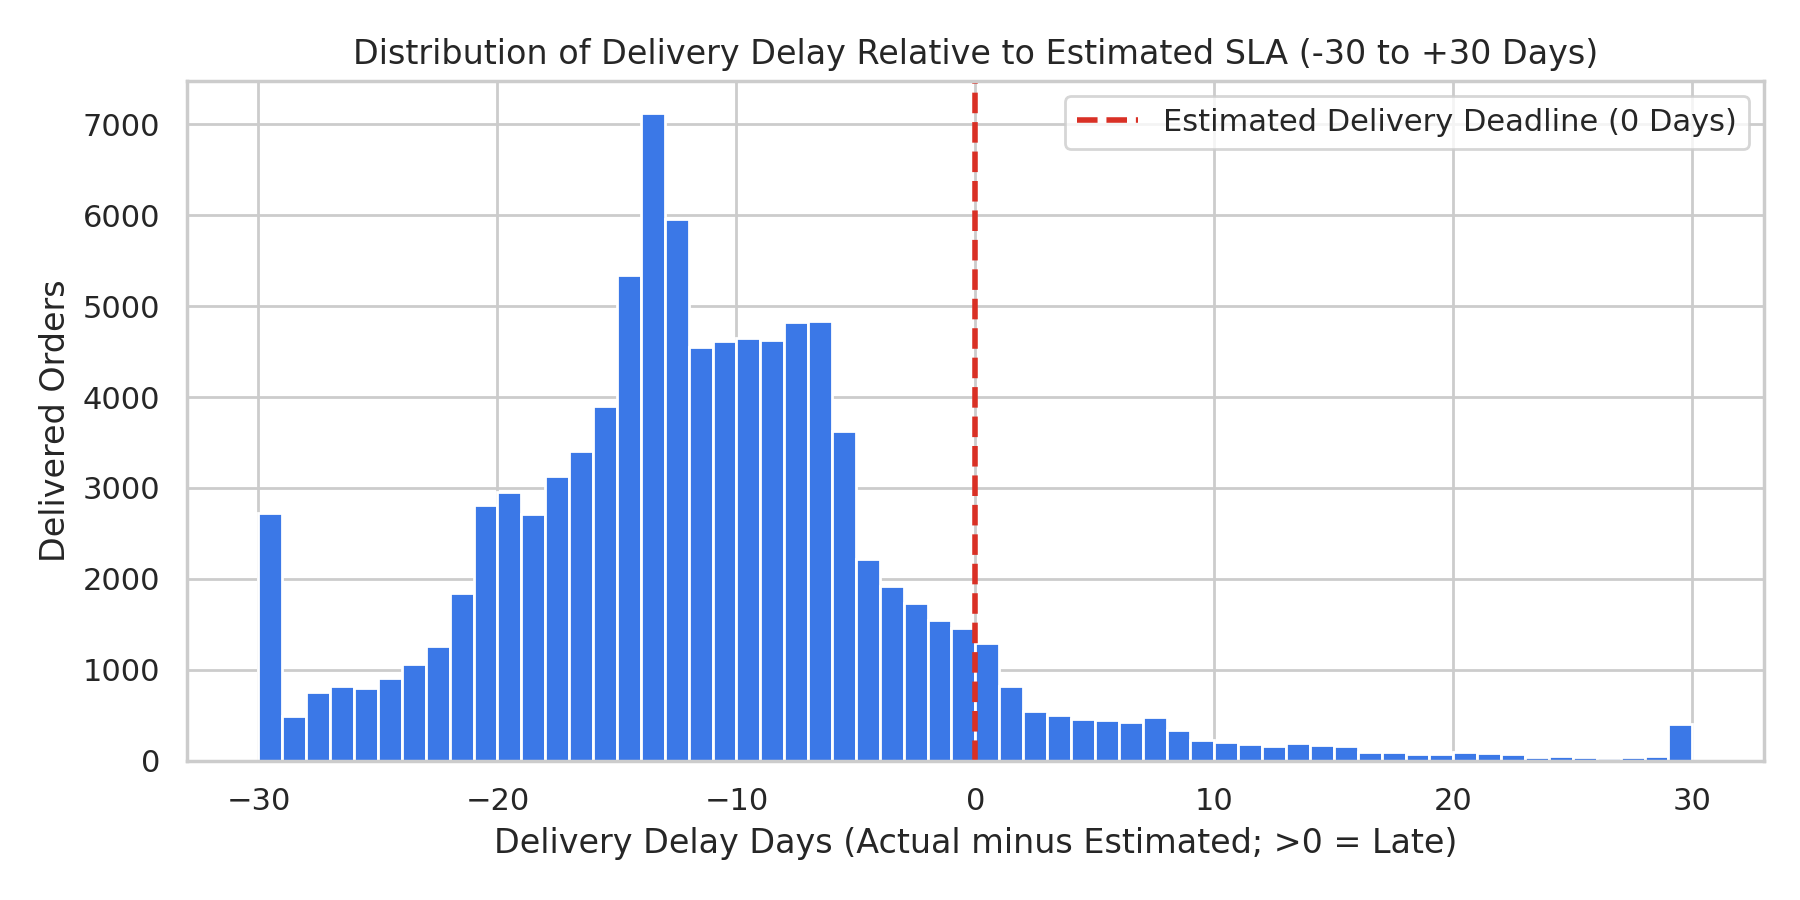 Distribution of Delivery Delay Relative to Estimated SLA (-30 to +30 Days)
Estimated Delivery Deadline (0 Days)
Delivered Orders
7000
6000
5000
4000
3000
2000
1000
0
−30 −20 −10 0 10 20 30
Delivery Delay Days (Actual minus Estimated; >0 = Late)